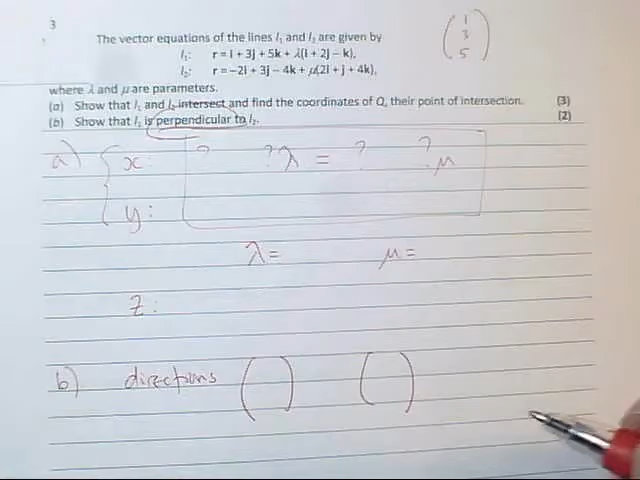 3
The vector equations of the lines l₁ and l₂ are given by
l₁: r = i + 3j + 5k + λ(i + 2j – k),
l₂: r = –2i + 3j – 4k + μ(2i + j + 4k),
where λ and μ are parameters.
(a) Show that l₁ and l₂ intersect and find the coordinates of Q, their point of intersection. (3)
(b) Show that l₁ is perpendicular to l₂. (2)
( 1 3 5 )
a) { x: ? ?λ = ? ?μ
y:
λ= μ=
z:
b) directions ( ) ( )